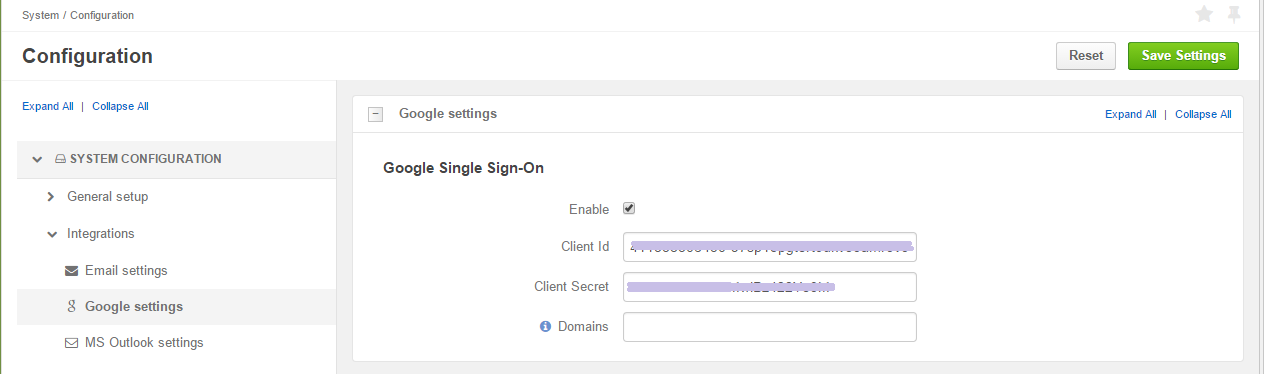 System / Configuration
Configuration
Reset
Save Settings
Expand All | Collapse All
SYSTEM CONFIGURATION
General setup
Integrations
Email settings
Google settings
MS Outlook settings
Google settings
Expand All | Collapse All
Google Single Sign-On
Enable
Client Id
Client Secret
Domains